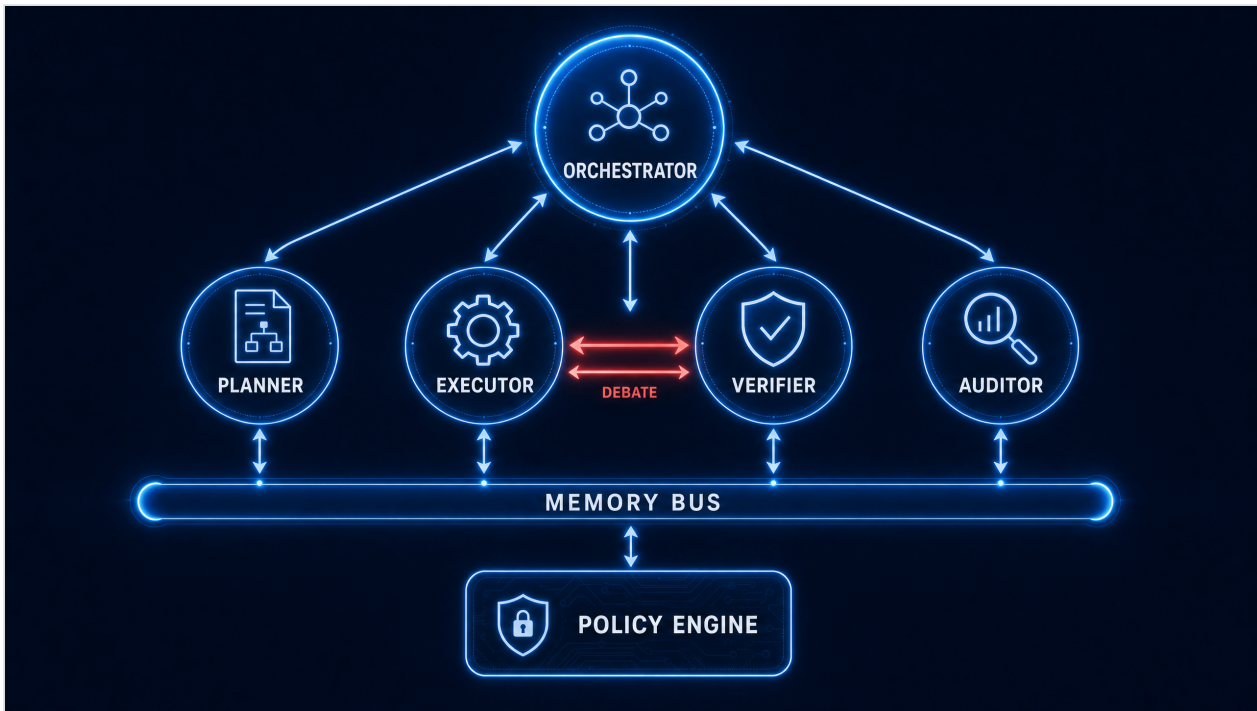 ORCHESTRATOR
PLANNER
EXECUTOR
VERIFIER
AUDITOR
DEBATE
MEMORY BUS
POLICY ENGINE